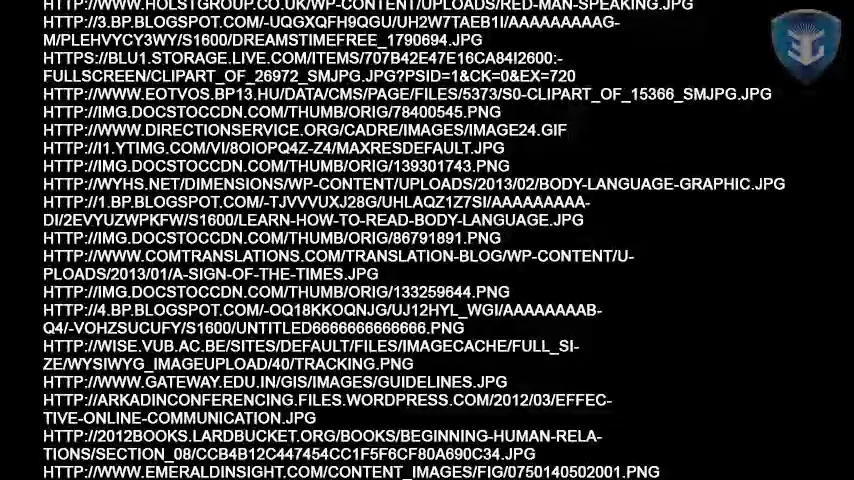 HTTP://WWW.HOLSTGROUP.CO.UK/WP-CONTENT/UPLOADS/RED-MAN-SPEAKING.JPG
HTTP://3.BP.BLOGSPOT.COM/-UQGXQFH9QGU/UH2W7TAEB1I/AAAAAAAAAG-
M/PLEHVYCY3WY/S1600/DREAMSTIMEFREE_1790694.JPG
HTTPS://BLU1.STORAGE.LIVE.COM/ITEMS/707B42E47E16CA84!2600:-
FULLSCREEN/CLIPART_OF_26972_SMJPG.JPG?PSID=1&CK=0&EX=720
HTTP://WWW.EOTVOS.BP13.HU/DATA/CMS/PAGE/FILES/5373/S0-CLIPART_OF_15366_SMJPG.JPG
HTTP://IMG.DOCSTOCCDN.COM/THUMB/ORIG/78400545.PNG
HTTP://WWW.DIRECTIONSERVICE.ORG/CADRE/IMAGES/IMAGE24.GIF
HTTP://I1.YTIMG.COM/VI/8OIOPQ4Z-Z4/MAXRESDEFAULT.JPG
HTTP://IMG.DOCSTOCCDN.COM/THUMB/ORIG/139301743.PNG
HTTP://WYHS.NET/DIMENSIONS/WP-CONTENT/UPLOADS/2013/02/BODY-LANGUAGE-GRAPHIC.JPG
HTTP://1.BP.BLOGSPOT.COM/-TJVVVUXJ28G/UHLAQZ1Z7SI/AAAAAAAAA-
DI/2EVYUZWPKFW/S1600/LEARN-HOW-TO-READ-BODY-LANGUAGE.JPG
HTTP://IMG.DOCSTOCCDN.COM/THUMB/ORIG/86791891.PNG
HTTP://WWW.COMTRANSLATIONS.COM/TRANSLATION-BLOG/WP-CONTENT/U-
PLOADS/2013/01/A-SIGN-OF-THE-TIMES.JPG
HTTP://IMG.DOCSTOCCDN.COM/THUMB/ORIG/133259644.PNG
HTTP://4.BP.BLOGSPOT.COM/-OQ18KKOQNJG/UJ12HYL_WGI/AAAAAAAAB-
Q4/-VOHZSUCUFY/S1600/UNTITLED6666666666666.PNG
HTTP://WISE.VUB.AC.BE/SITES/DEFAULT/FILES/IMAGECACHE/FULL_SI-
ZE/WYSIWYG_IMAGEUPLOAD/40/TRACKING.PNG
HTTP://WWW.GATEWAY.EDU.IN/GIS/IMAGES/GUIDELINES.JPG
HTTP://ARKADINCONFERENCING.FILES.WORDPRESS.COM/2012/03/EFFEC-
TIVE-ONLINE-COMMUNICATION.JPG
HTTP://2012BOOKS.LARDBUCKET.ORG/BOOKS/BEGINNING-HUMAN-RELA-
TIONS/SECTION_08/CCB4B12C447454CC1F5F6CF80A690C34.JPG
HTTP://WWW.EMERALDINSIGHT.COM/CONTENT_IMAGES/FIG/0750140502001.PNG